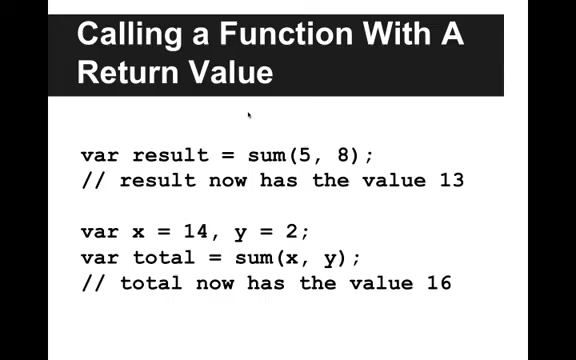 Calling a Function With A
Return Value
var result = sum(5, 8);
// result now has the value 13
var x = 14, y = 2;
var total = sum(x, y);
// total now has the value 16